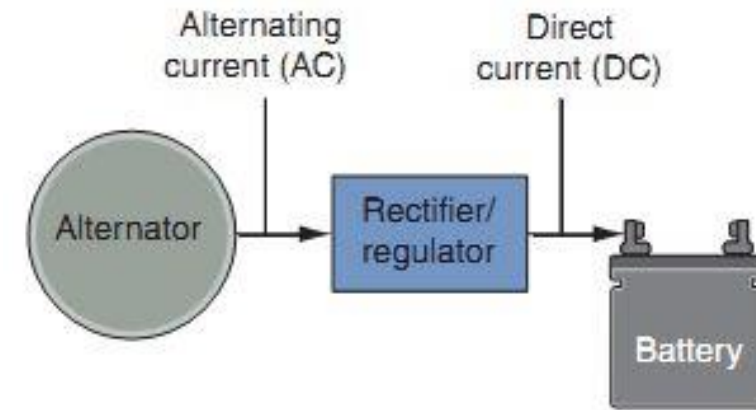 Alternating
current (AC)
Direct
current (DC)
Alternator
Rectifier/
regulator
Battery